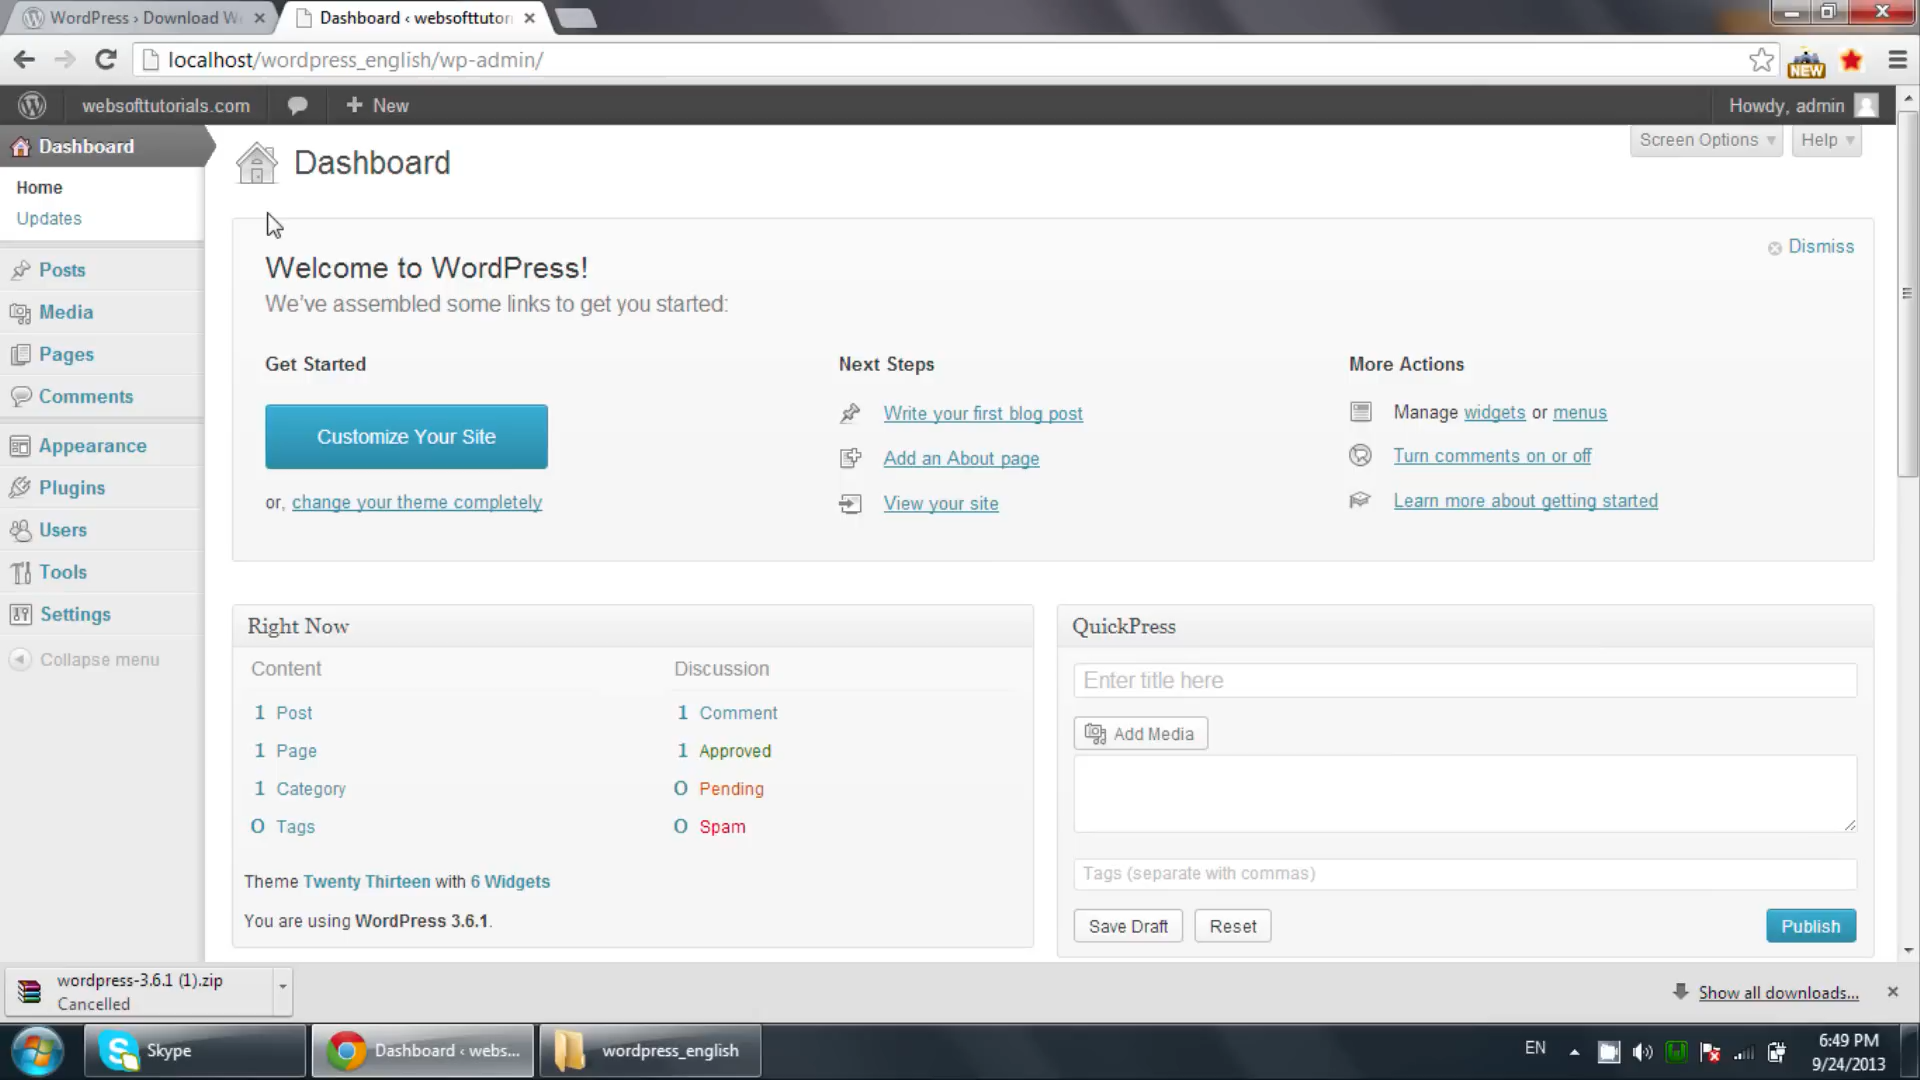 WordPress › Download W
Dashboard ‹ websofttutor
localhost/wordpress_english/wp-admin/
NEW
websofttutorials.com
New
Howdy, admin
Dashboard
Home
Updates
Posts
Media
Pages
Comments
Appearance
Plugins
Users
Tools
Settings
Collapse menu
Screen Options
Help
Dashboard
Dismiss
Welcome to WordPress!
We've assembled some links to get you started:
Get Started
Customize Your Site
or, change your theme completely
Next Steps
Write your first blog post
Add an About page
View your site
More Actions
Manage widgets or menus
Turn comments on or off
Learn more about getting started
Right Now
Content
1 Post
1 Page
1 Category
0 Tags
Discussion
1 Comment
1 Approved
0 Pending
0 Spam
Theme Twenty Thirteen with 6 Widgets
You are using WordPress 3.6.1.
QuickPress
Enter title here
Add Media
Tags (separate with commas)
Save Draft
Reset
Publish
wordpress-3.6.1 (1).zip
Cancelled
Show all downloads...
Skype
Dashboard ‹ webs...
wordpress_english
EN
6:49 PM
9/24/2013